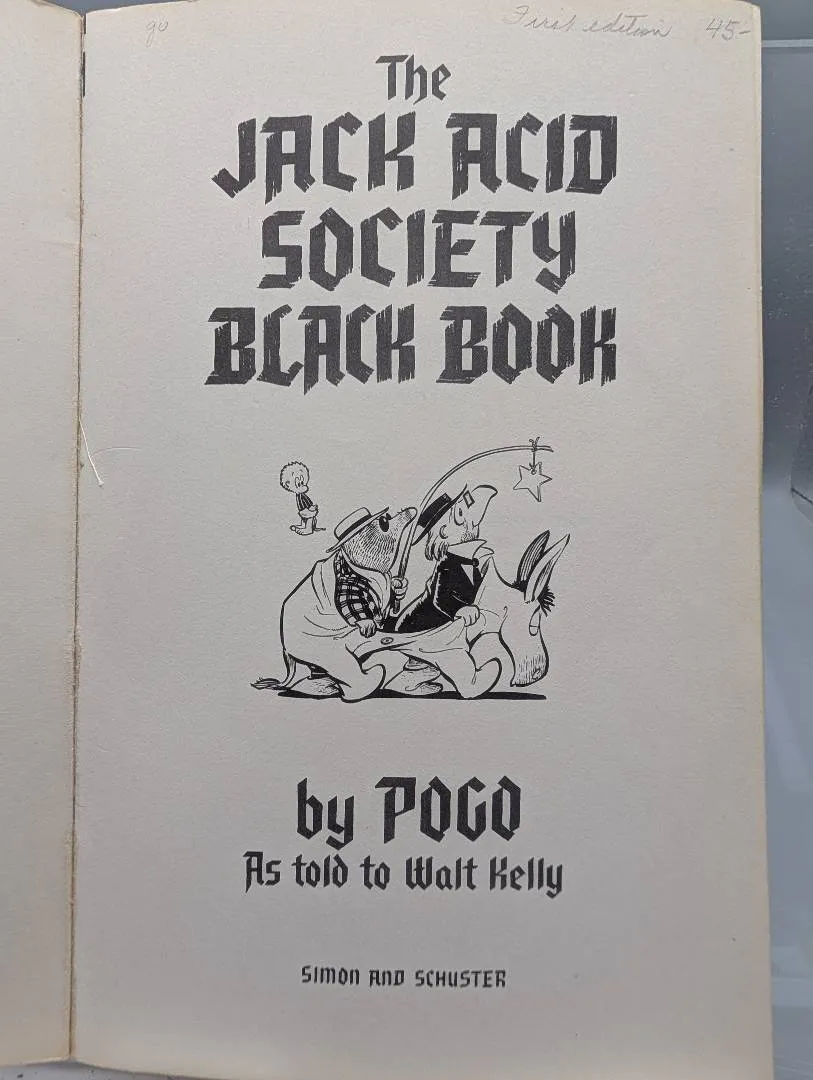 First edition 45-
The
JACK ACID
SOCIETY
BLACK BOOK
by POGO
As told to Walt Kelly
SIMON AND SCHUSTER